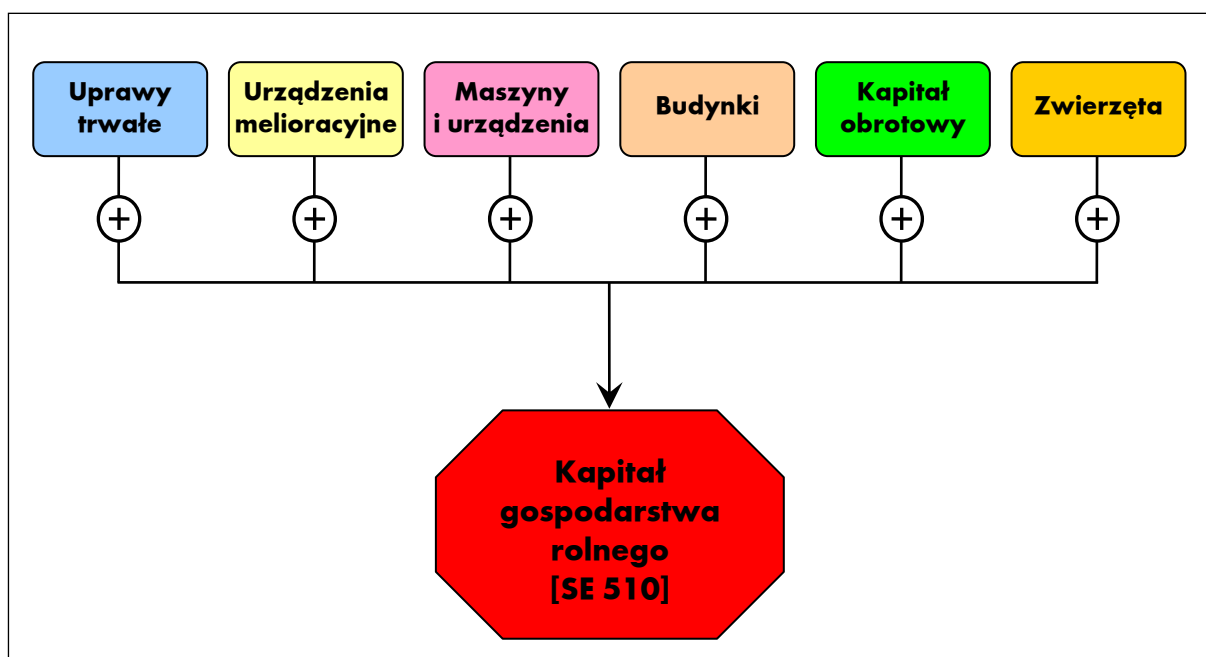 Uprawy
trwałe
Urządzenia
melioracyjne
Maszyny
i urządzenia
Budynki
Kapitał
obrotowy
Zwierzęta
+ + + + + +
Kapitał
gospodarstwa
rolnego
[SE 510]